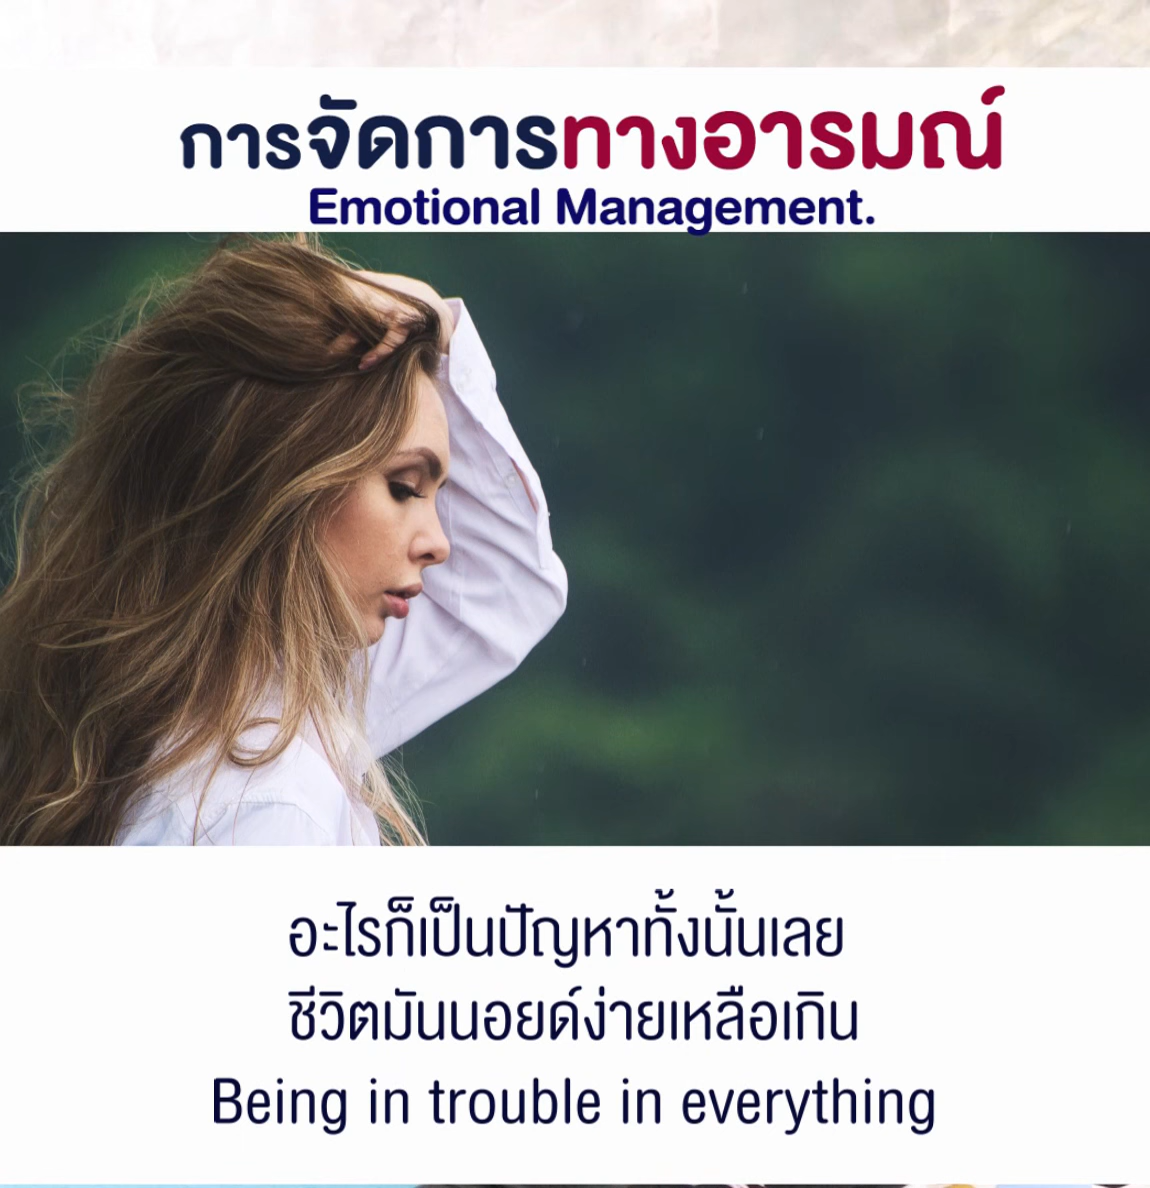 การจัดการทางอารมณ์
Emotional Management.
อะไรก็เป็นปัญหาทั้งนั้นเลย
ชีวิตมันนอยด์ง่ายเหลือเกิน
Being in trouble in everything